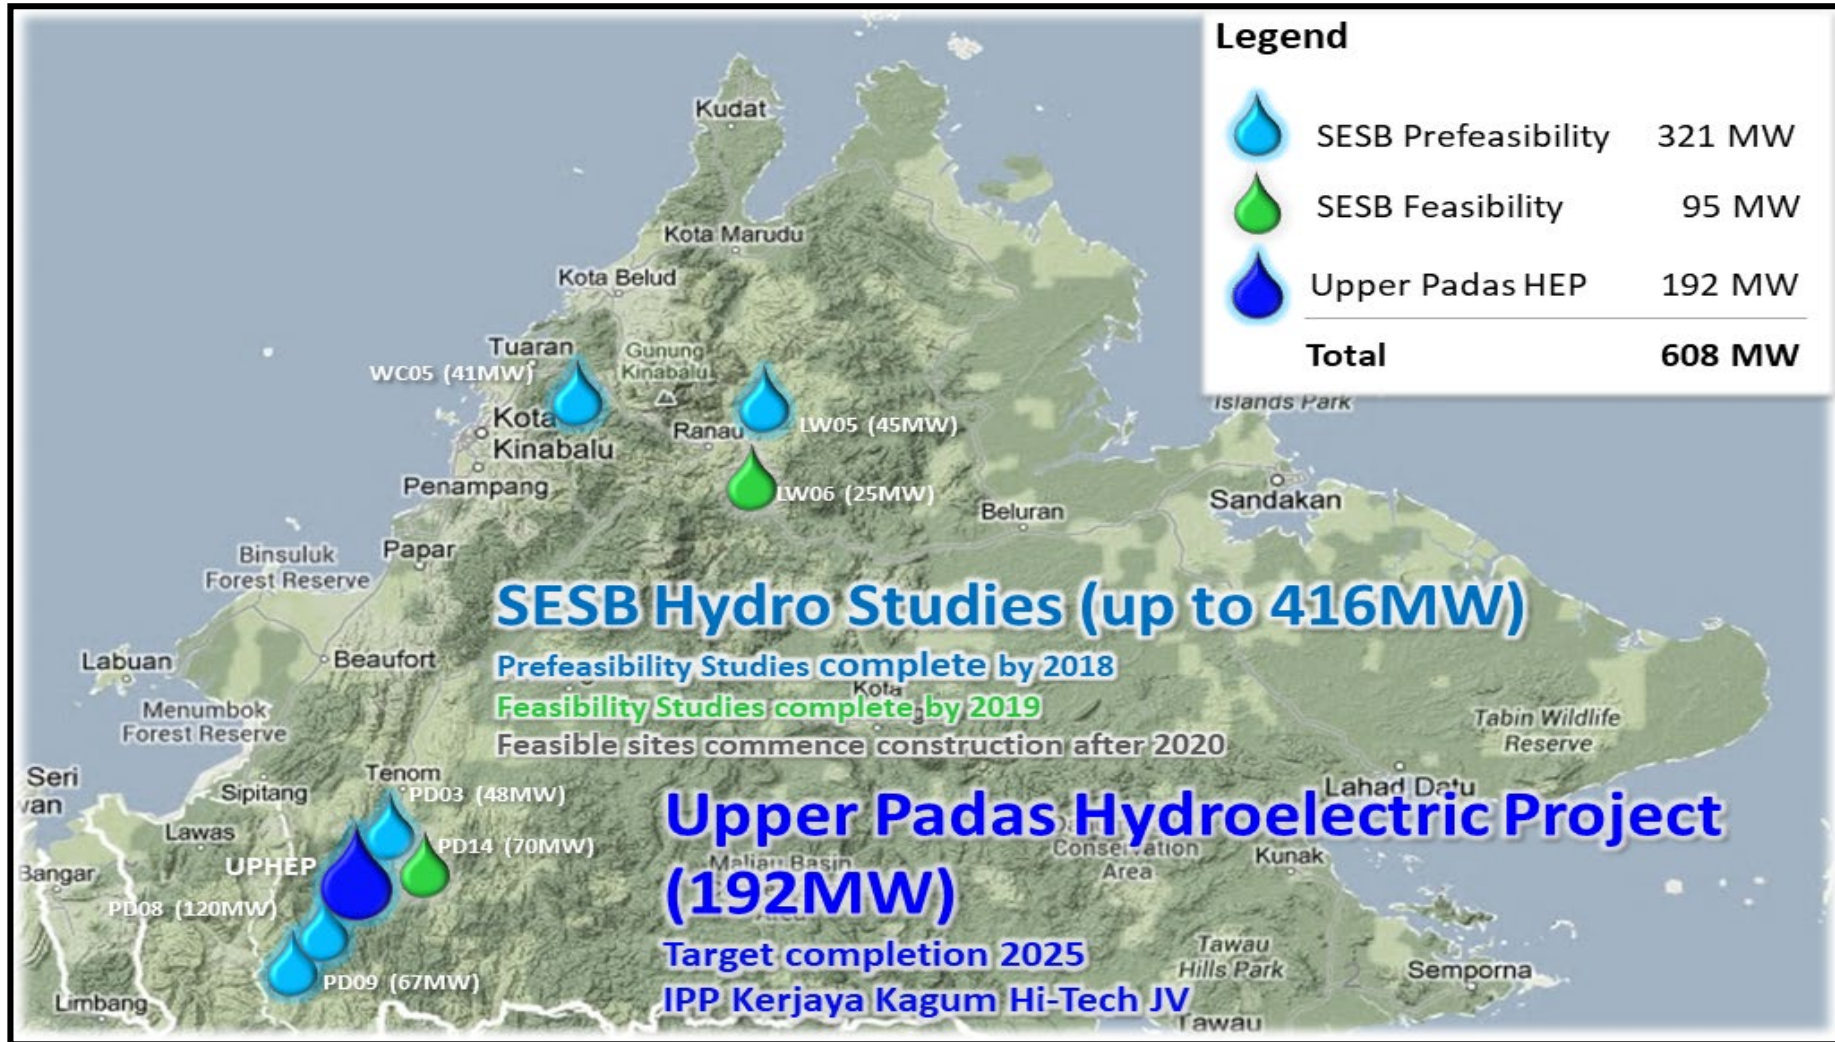 Legend
SESB Prefeasibility 321 MW
SESB Feasibility 95 MW
Upper Padas HEP 192 MW
Total 608 MW
Kudat
Kota Marudu
Kota Belud
Tuaran
Gunung
Kinabalu
WC05 (41MW)
Kota
Kinabalu
Ranau
LW05 (45MW)
Islands Park
Penampang
LW06 (25MW)
Sandakan
Beluran
Binsuluk
Forest Reserve
Papar
SESB Hydro Studies (up to 416MW)
Prefeasibility Studies complete by 2018
Feasibility Studies complete by 2019
Feasible sites commence construction after 2020
Labuan
Beaufort
Kota
Menumbok
Forest Reserve
Tabin Wildlife
Reserve
Seri
wan
Sipitang
Tenom
PD03 (48MW)
Lahad Datu
Lawas
UPHEP
PD14 (70MW)
Upper Padas Hydroelectric Project
(192MW)
Maliau Basin
Conservation
Area
Kunak
Bangar
PD08 (120MW)
Target completion 2025
IPP Kerjaya Kagum Hi-Tech JV
PD09 (67MW)
Limbang
Tawau
Hills Park
Semporna
Tawau